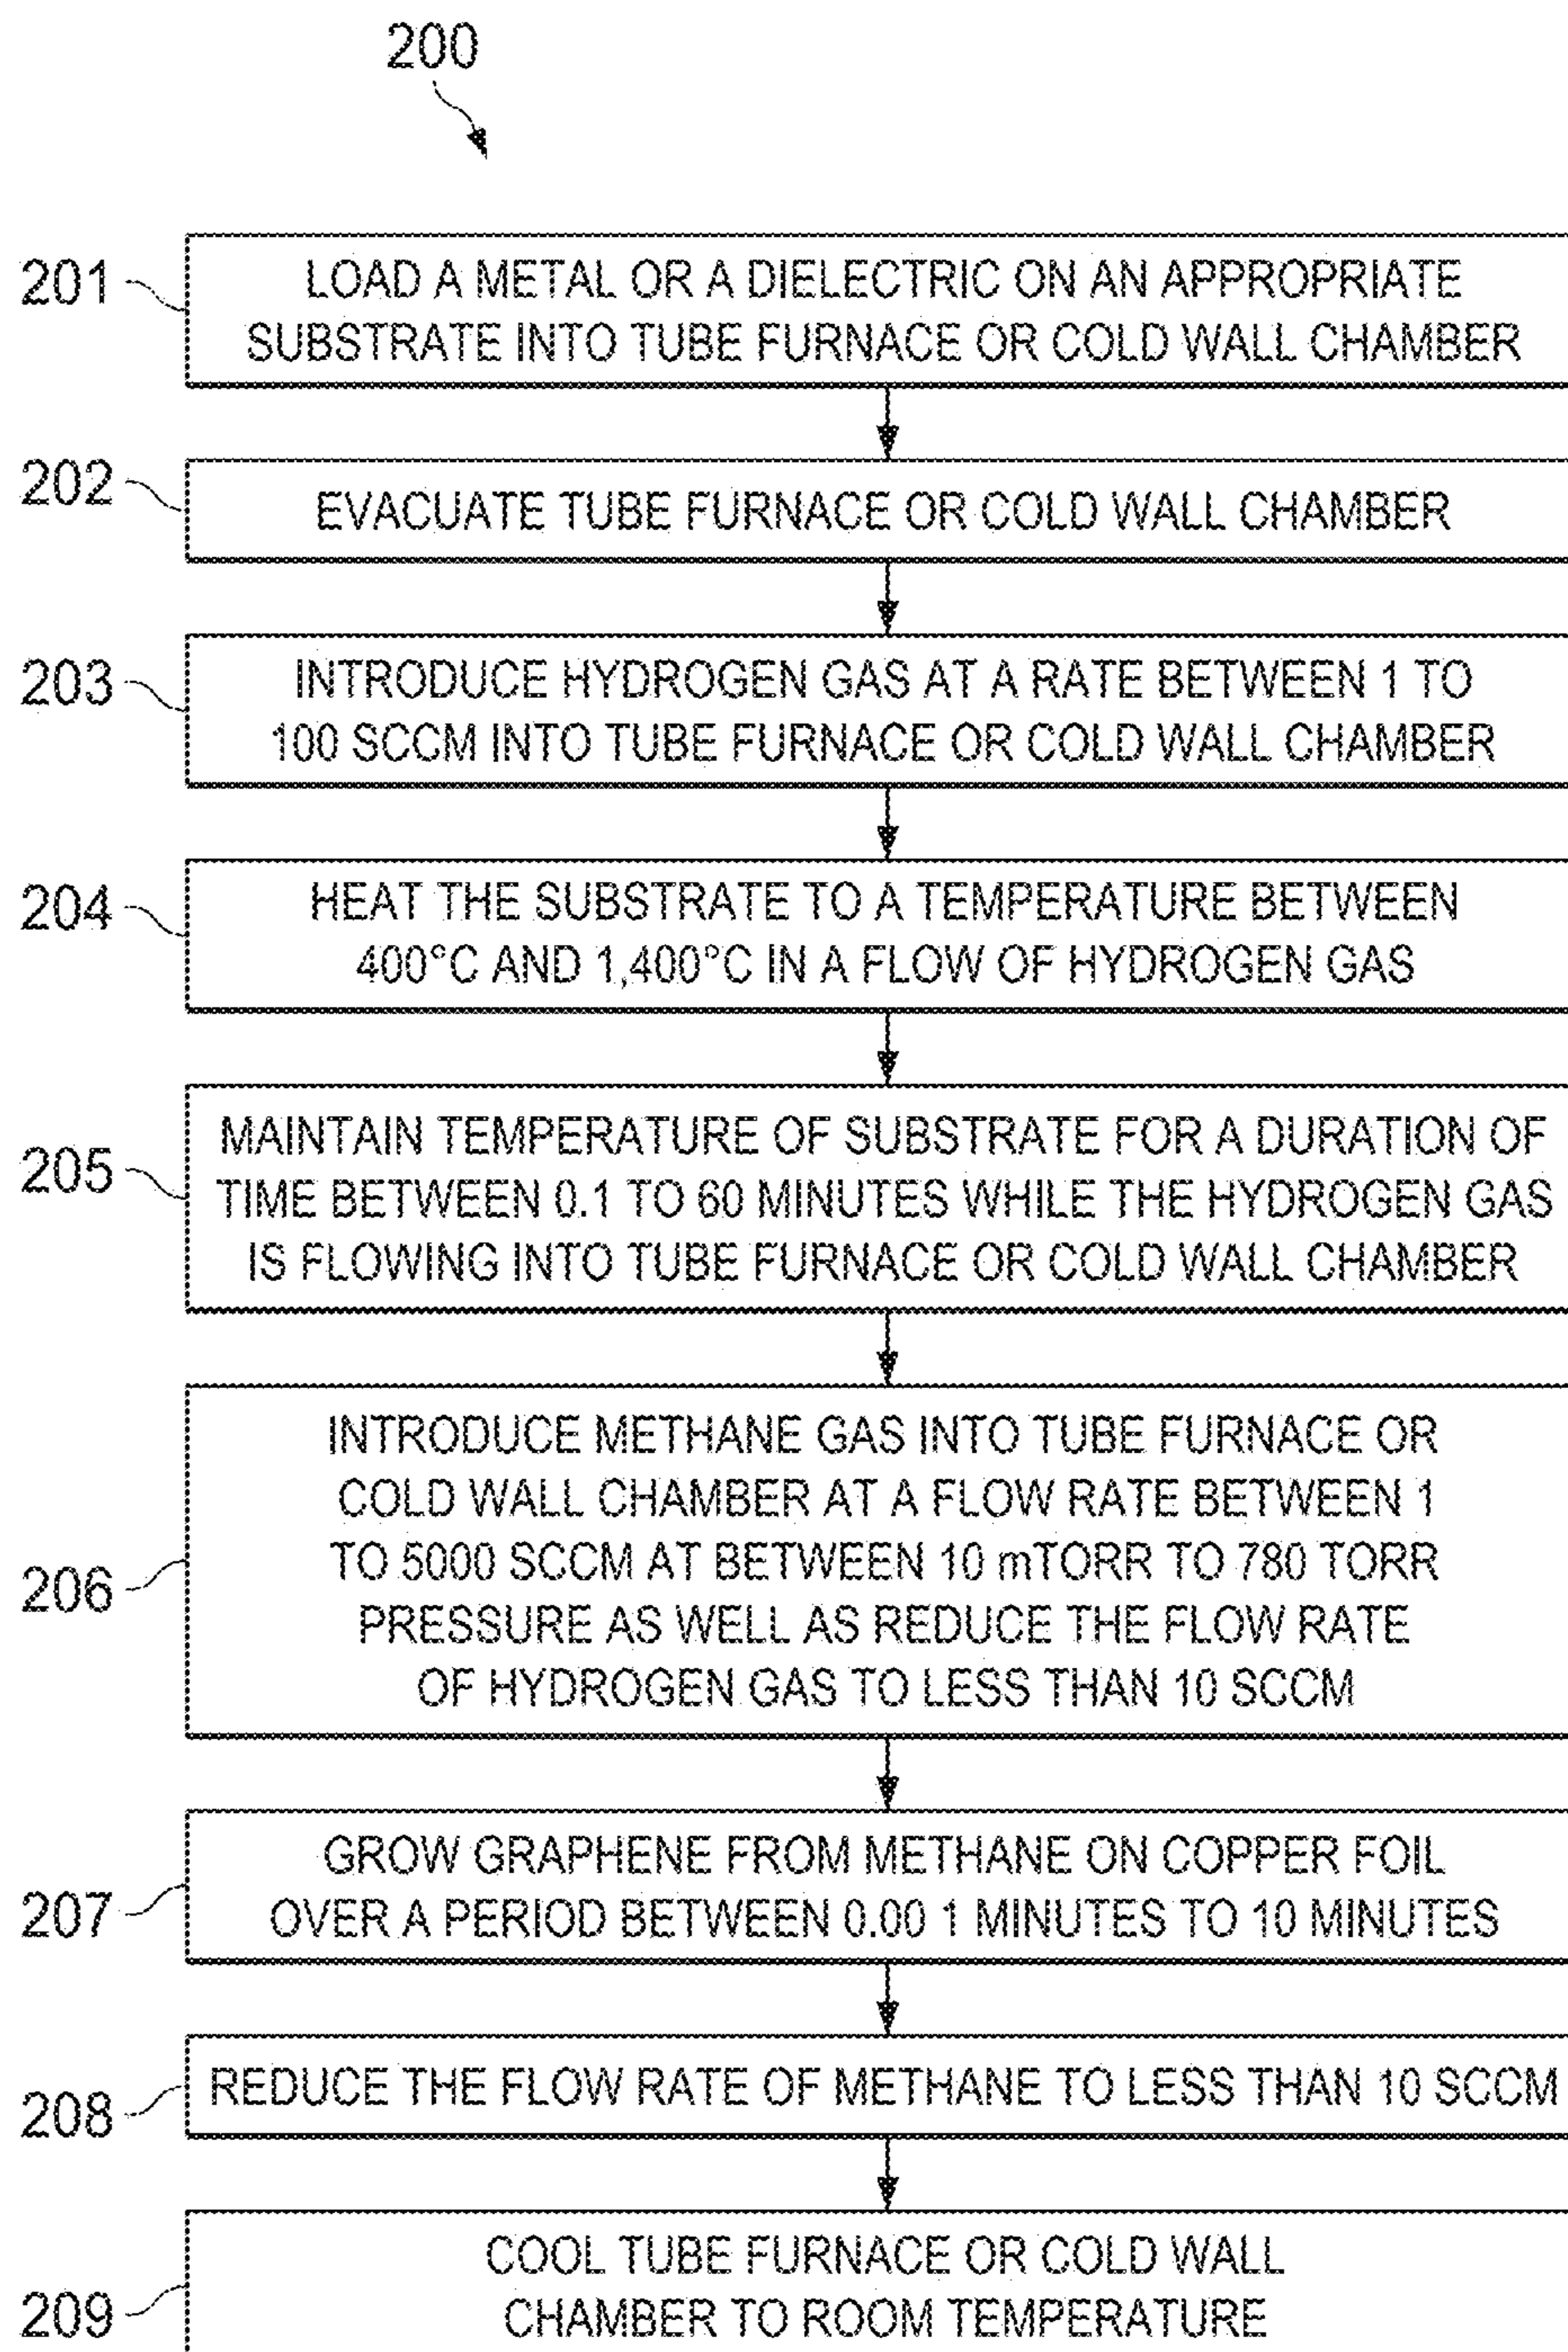 200
201
LOAD A METAL OR A DIELECTRIC ON AN APPROPRIATE
SUBSTRATE INTO TUBE FURNACE OR COLD WALL CHAMBER
202
EVACUATE TUBE FURNACE OR COLD WALL CHAMBER
203
INTRODUCE HYDROGEN GAS AT A RATE BETWEEN 1 TO
100 SCCM INTO TUBE FURNACE OR COLD WALL CHAMBER
204
HEAT THE SUBSTRATE TO A TEMPERATURE BETWEEN
400°C AND 1,400°C IN A FLOW OF HYDROGEN GAS
205
MAINTAIN TEMPERATURE OF SUBSTRATE FOR A DURATION OF
TIME BETWEEN 0.1 TO 60 MINUTES WHILE THE HYDROGEN GAS
IS FLOWING INTO TUBE FURNACE OR COLD WALL CHAMBER
206
INTRODUCE METHANE GAS INTO TUBE FURNACE OR
COLD WALL CHAMBER AT A FLOW RATE BETWEEN 1
TO 5000 SCCM AT BETWEEN 10 mTORR TO 780 TORR
PRESSURE AS WELL AS REDUCE THE FLOW RATE
OF HYDROGEN GAS TO LESS THAN 10 SCCM
207
GROW GRAPHENE FROM METHANE ON COPPER FOIL
OVER A PERIOD BETWEEN 0.00 1 MINUTES TO 10 MINUTES
208
REDUCE THE FLOW RATE OF METHANE TO LESS THAN 10 SCCM
209
COOL TUBE FURNACE OR COLD WALL
CHAMBER TO ROOM TEMPERATURE